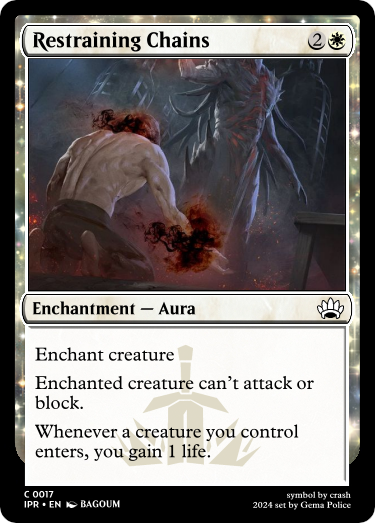 Restraining Chains 2
Enchantment — Aura
Enchant creature
Enchanted creature can't attack or
block.
Whenever a creature you control
enters, you gain 1 life.
C 0017
IPR • EN BAGOUM
symbol by crash
2024 set by Gema Police